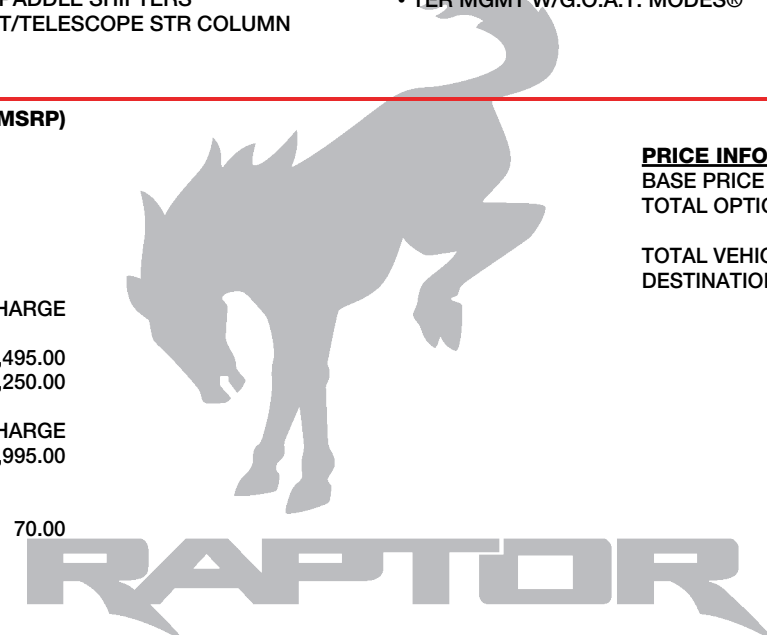 PADDLE SHIFTERS
T/TELESCOPE STR COLUMN
• TER MGMT W/G.O.A.T. MODES®
MSRP)
HARGE
,495.00
,250.00
HARGE
,995.00
70.00
PRICE INFO
BASE PRICE
TOTAL OPTIO
TOTAL VEHIC
DESTINATION
RAPTOR